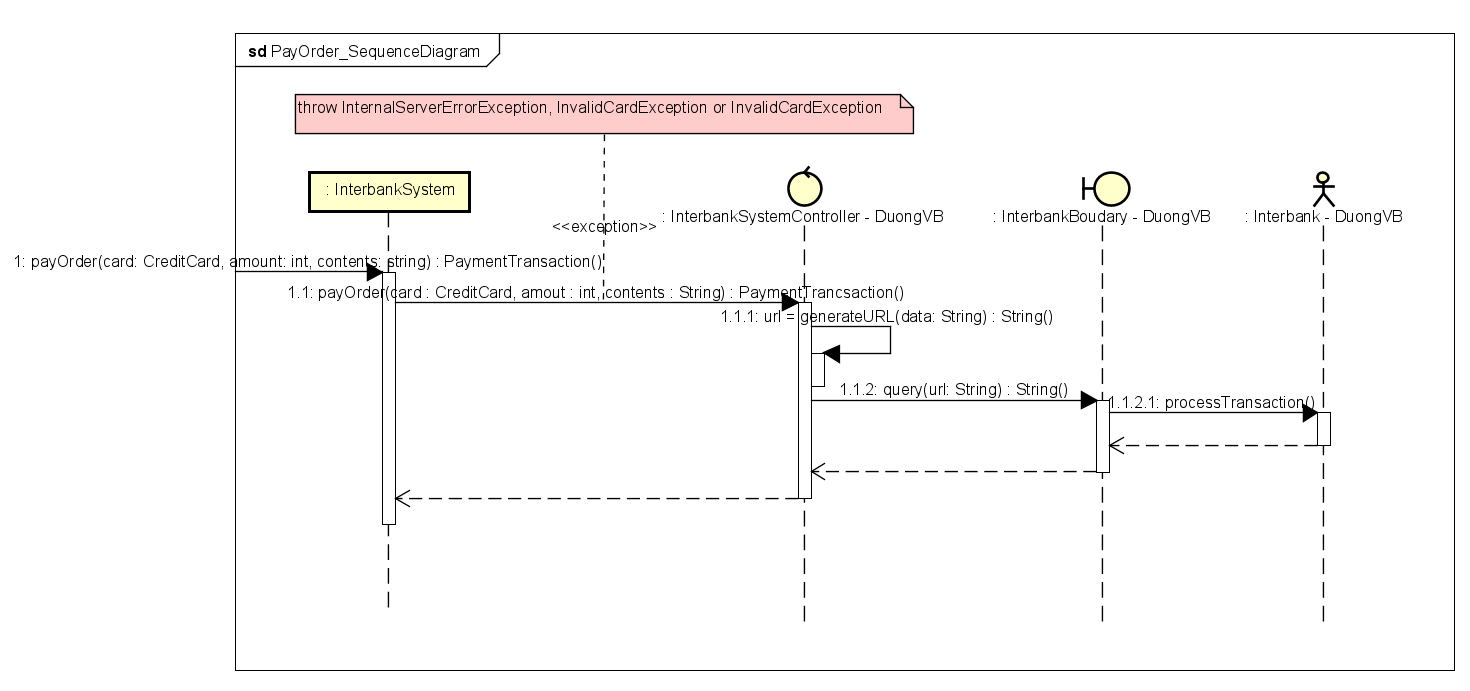 sd PayOrder_SequenceDiagram
throw InternalServerErrorException, InvalidCardException or InvalidCardException
: InterbankSystem
: InterbankSystemController - DuongVB
: InterbankBoudary - DuongVB
: Interbank - DuongVB
<<exception>>
1: payOrder(card: CreditCard, amount: int, contents: string) : PaymentTransaction()
1.1: payOrder(card : CreditCard, amout : int, contents : String) : PaymentTrancsaction()
1.1.1: url = generateURL(data: String) : String()
1.1.2: query(url: String) : String()
1.1.2.1: processTransaction()